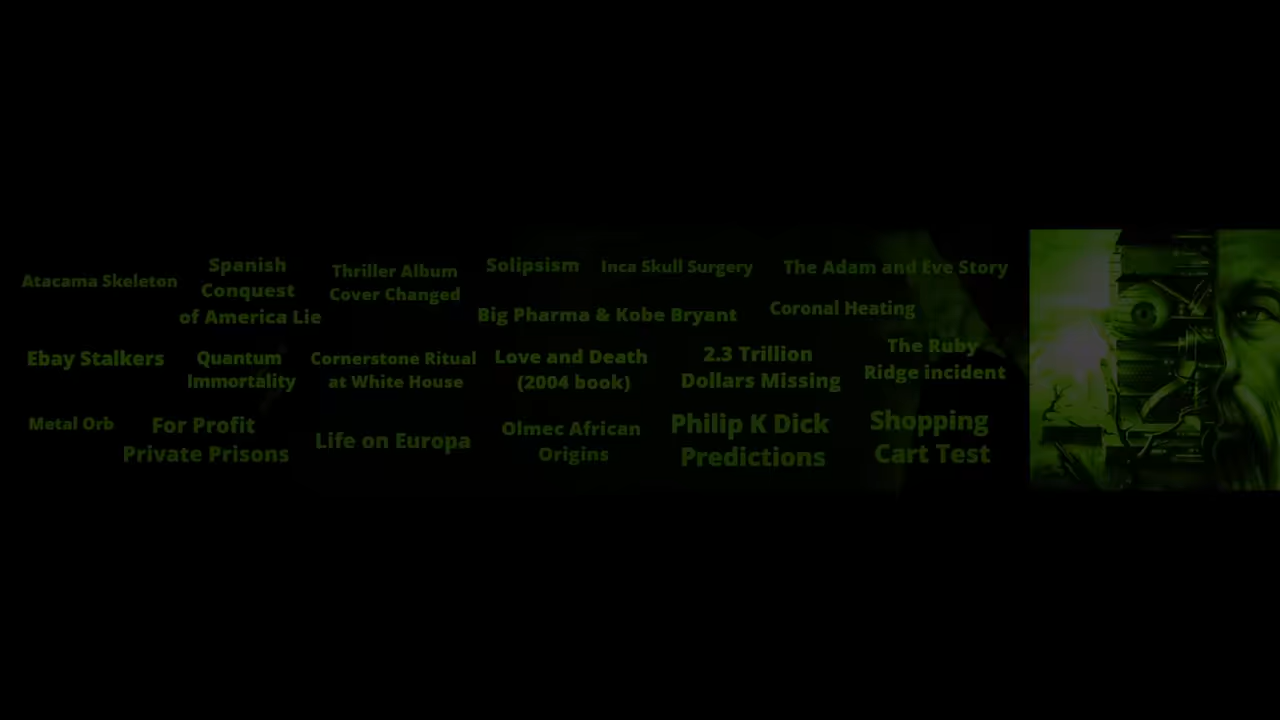 Atacama Skeleton
Spanish
Conquest
of America Lie
Thriller Album
Cover Changed
Solipsism
Inca Skull Surgery
The Adam and Eve Story
Big Pharma & Kobe Bryant
Coronal Heating
Ebay Stalkers
Quantum
Immortality
Cornerstone Ritual
at White House
Love and Death
(2004 book)
2.3 Trillion
Dollars Missing
The Ruby
Ridge incident
Metal Orb
For Profit
Private Prisons
Life on Europa
Olmec African
Origins
Philip K Dick
Predictions
Shopping
Cart Test